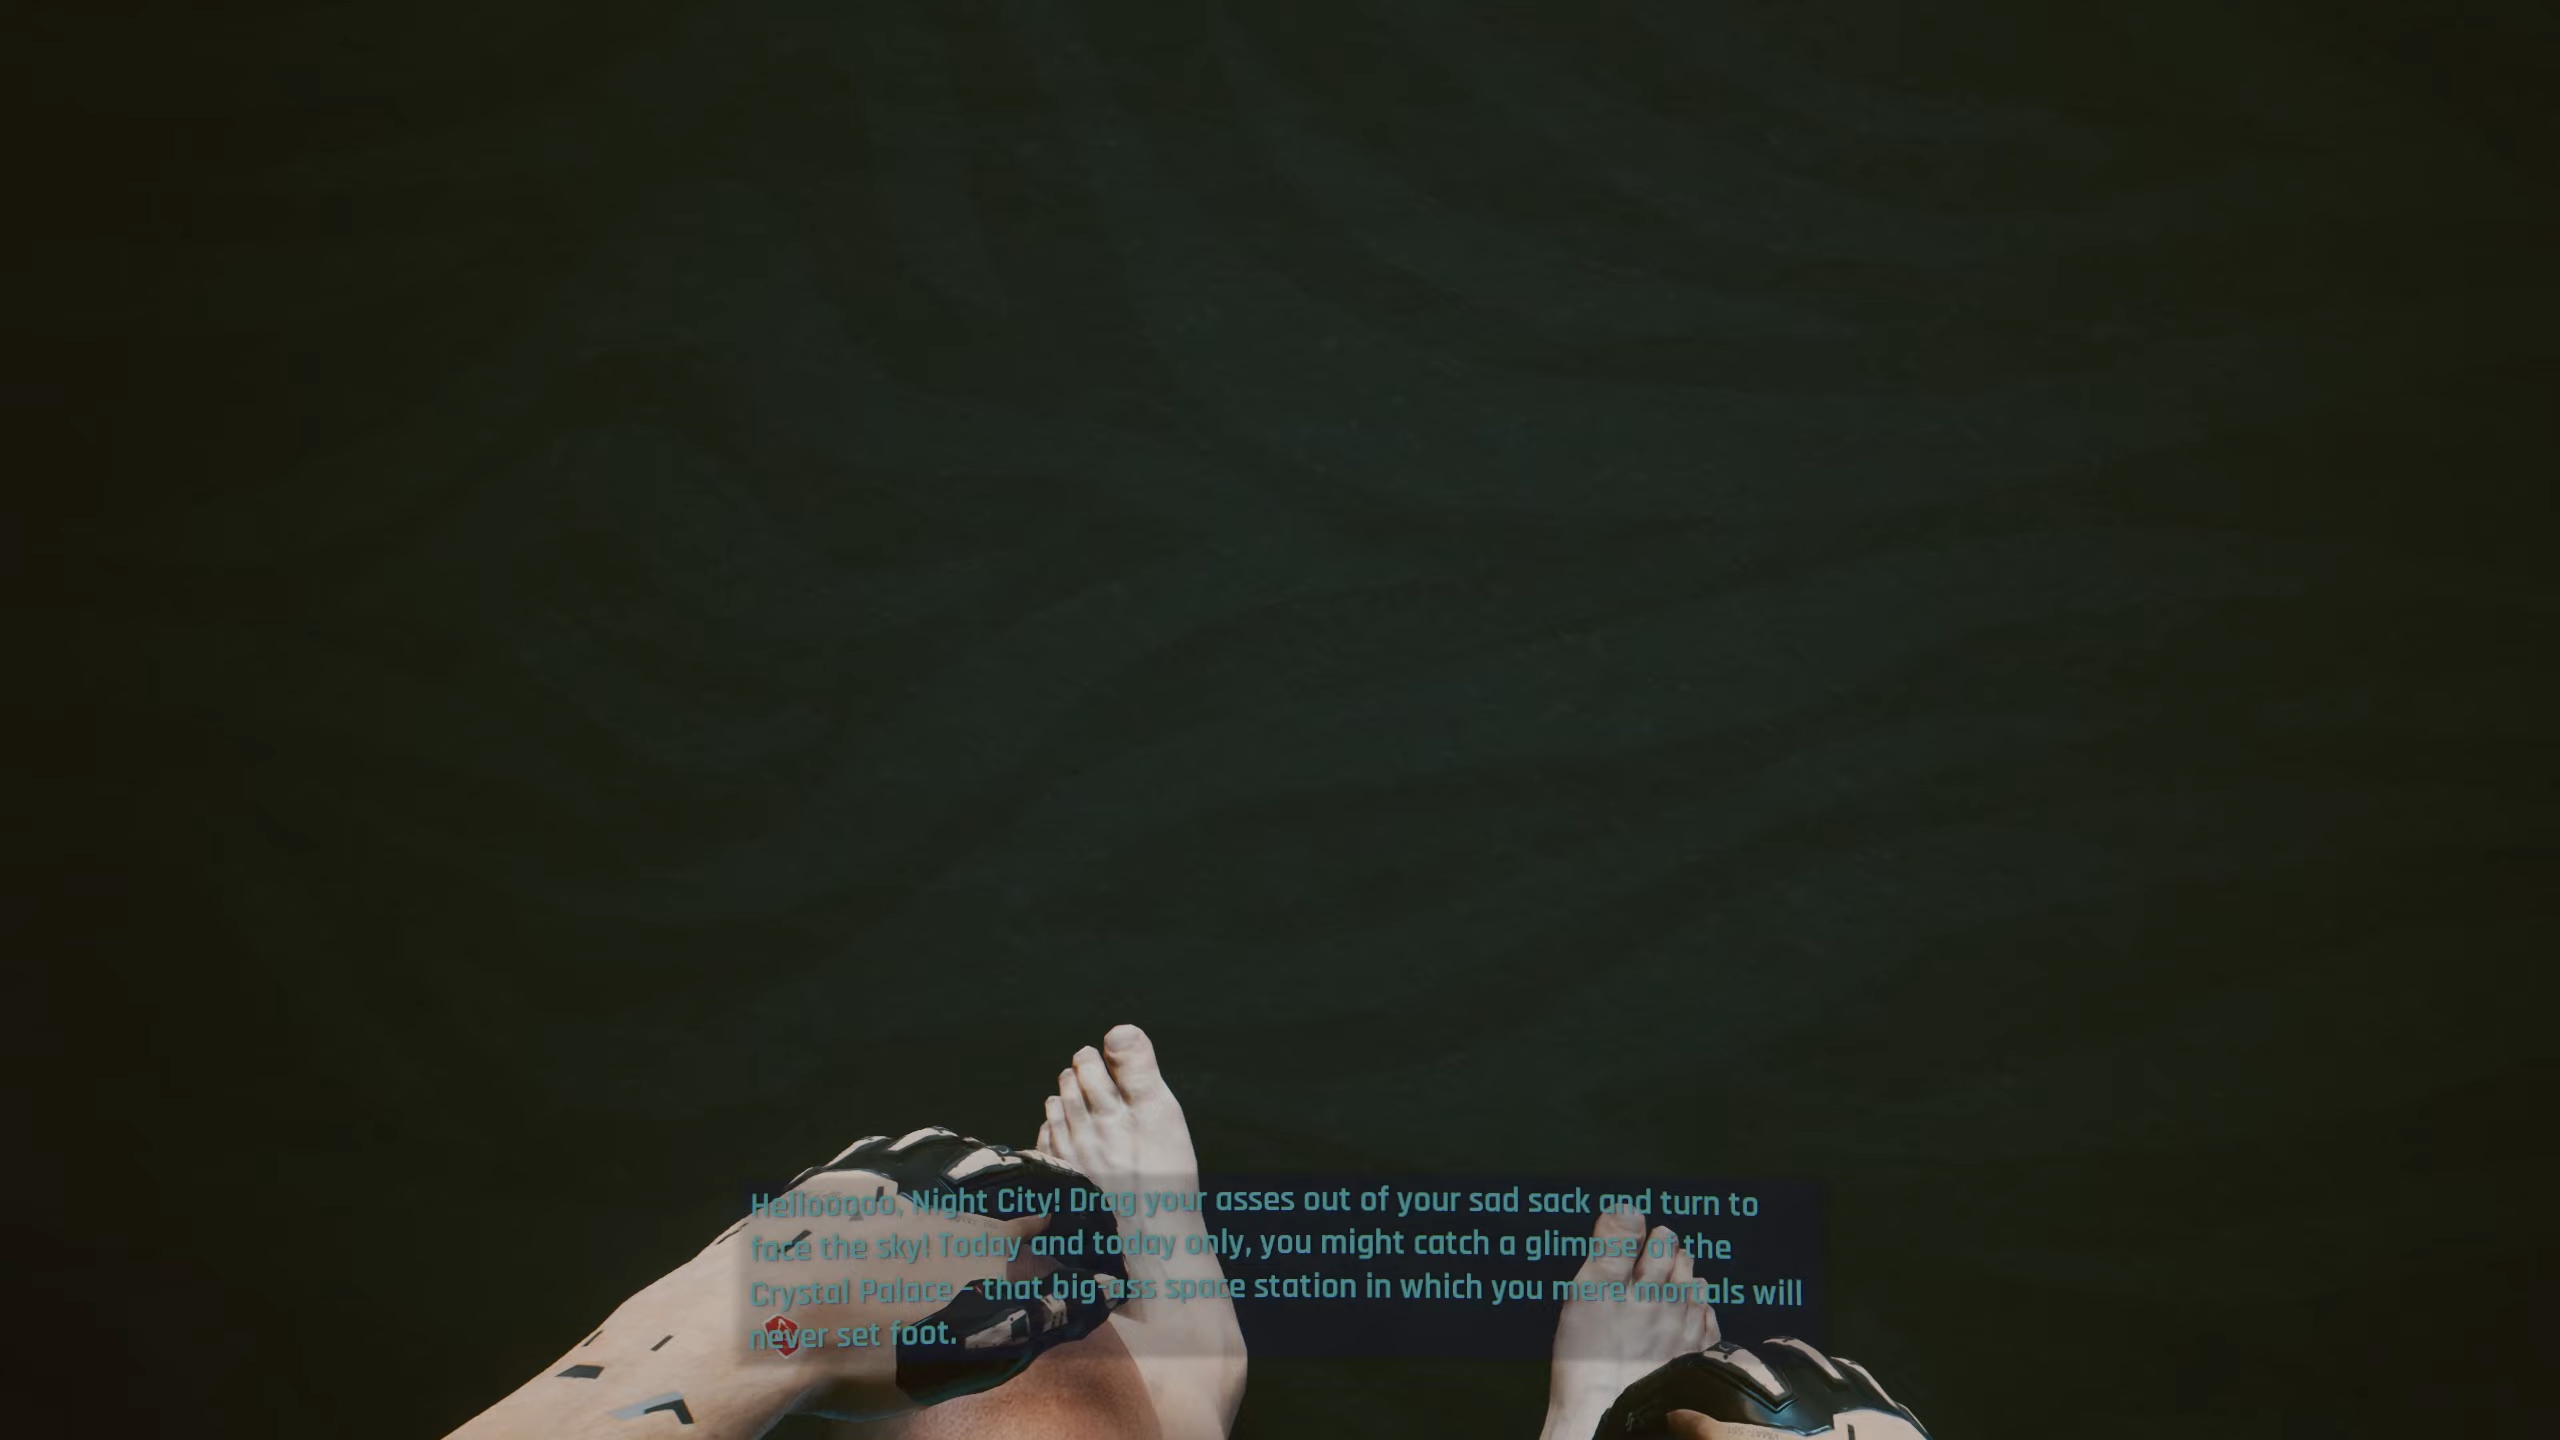 Hellooooo, Night City! Drag your asses out of your sad sack and turn to
face the sky! Today and today only, you might catch a glimpse of the
Crystal Palace – that big-ass space station in which you mere mortals will
never set foot.